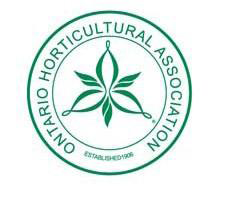 ONTARIO HORTICULTURAL ASSOCIATION
ESTABLISHED1906